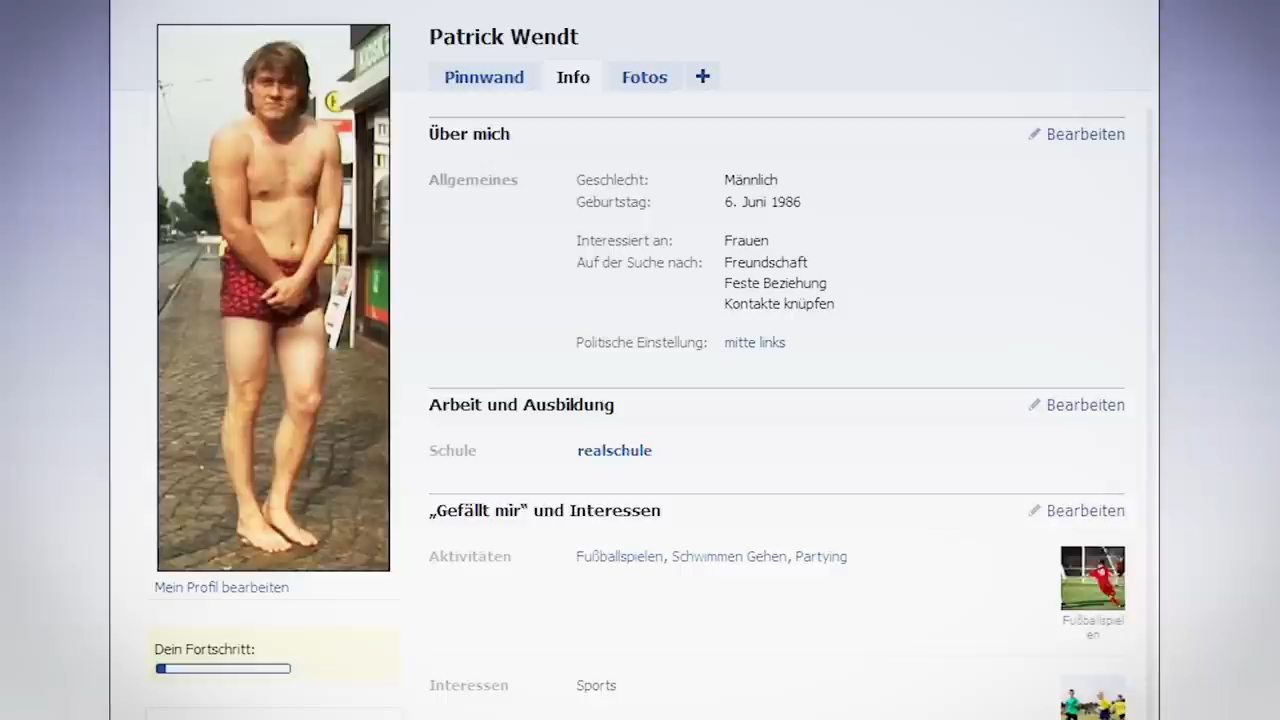 Patrick Wendt
Pinnwand Info Fotos +
Über mich Bearbeiten
Allgemeines Geschlecht: Männlich
Geburtstag: 6. Juni 1986
Interessiert an: Frauen
Auf der Suche nach: Freundschaft
Feste Beziehung
Kontakte knüpfen
Politische Einstellung: mitte links
Arbeit und Ausbildung Bearbeiten
Schule realschule
„Gefällt mir“ und Interessen Bearbeiten
Aktivitäten Fußballspielen, Schwimmen Gehen, Partying
Fußballspiel
en
Interessen Sports
Mein Profil bearbeiten
Dein Fortschritt: